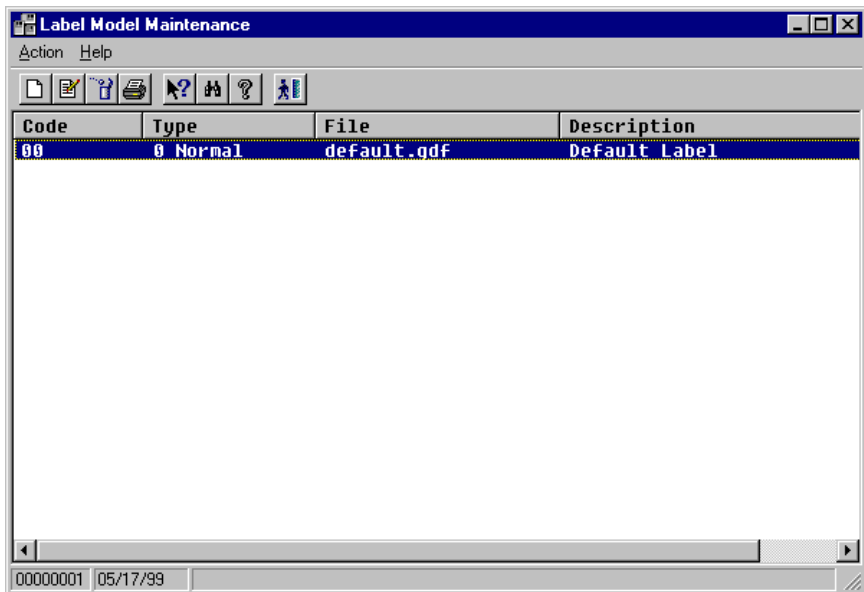 Label Model Maintenance
Action Help
Code Type File Description
00 0 Normal default.gdf Default Label
00000001 05/17/99